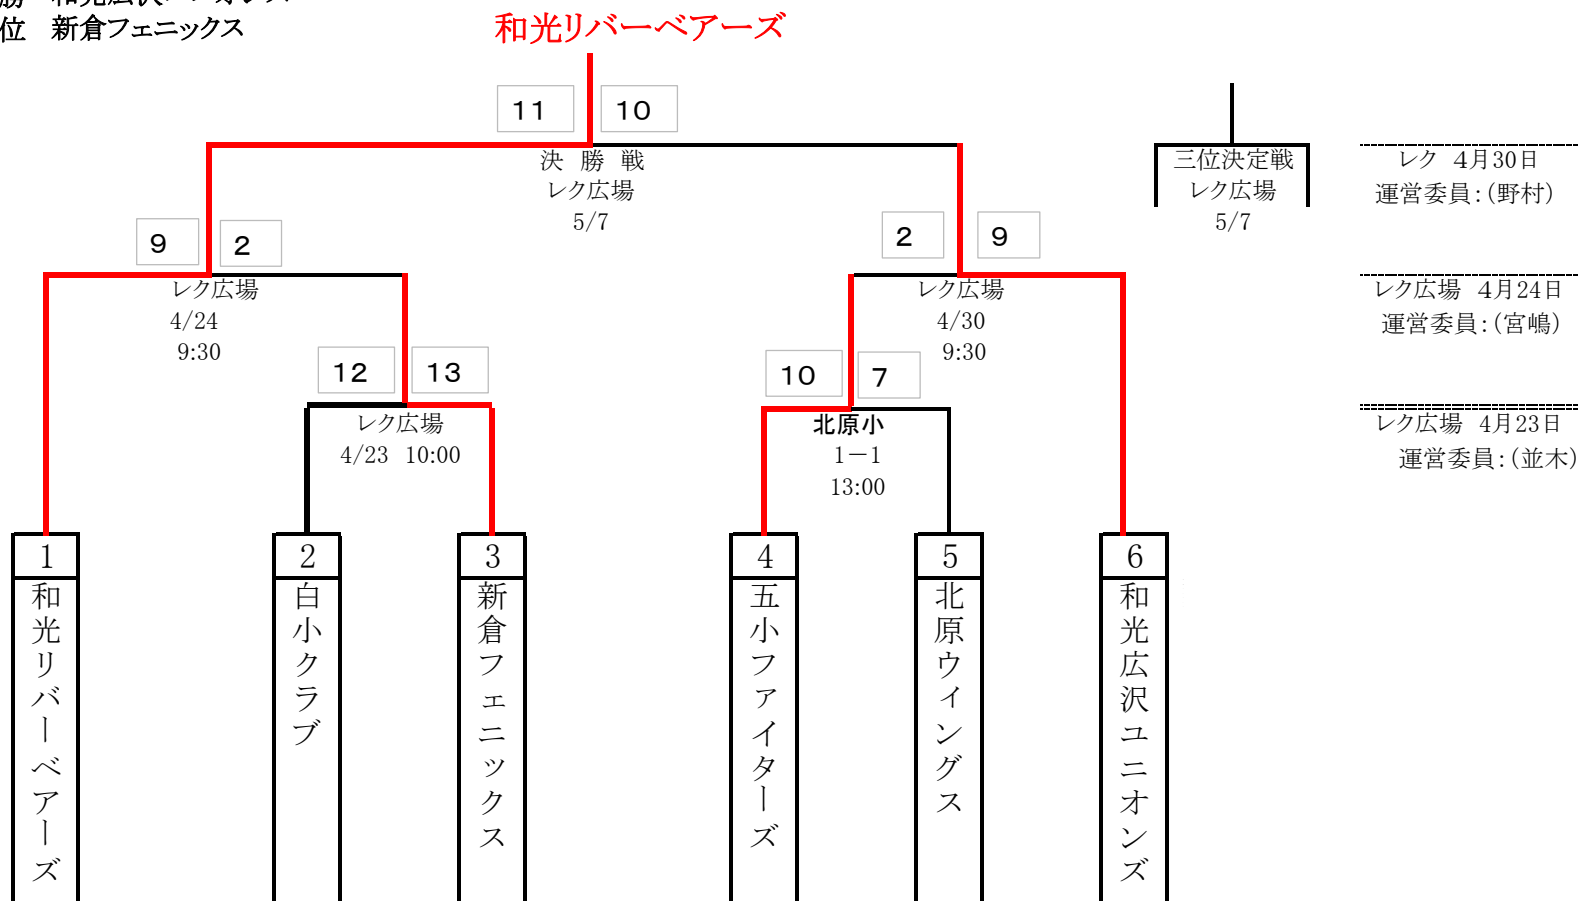 位 新倉フェニックス
和光リバーベアーズ
11 10
決 勝 戦
レク広場
5/7
三位決定戦
レク広場
5/7
レク 4月30日
運営委員：(野村)
9 2
レク広場
4/24
9:30
2 9
レク広場
4/30
9:30
レク広場 4月24日
運営委員：(宮嶋)
12 13
レク広場
4/23 10:00
10 7
北原小
1－1
13:00
レク広場 4月23日
運営委員：(並木)
1
和光リバーベアーズ
2
白小クラブ
3
新倉フェニックス
4
五小ファイターズ
5
北原ウィングス
6
和光広沢ユニオンズ